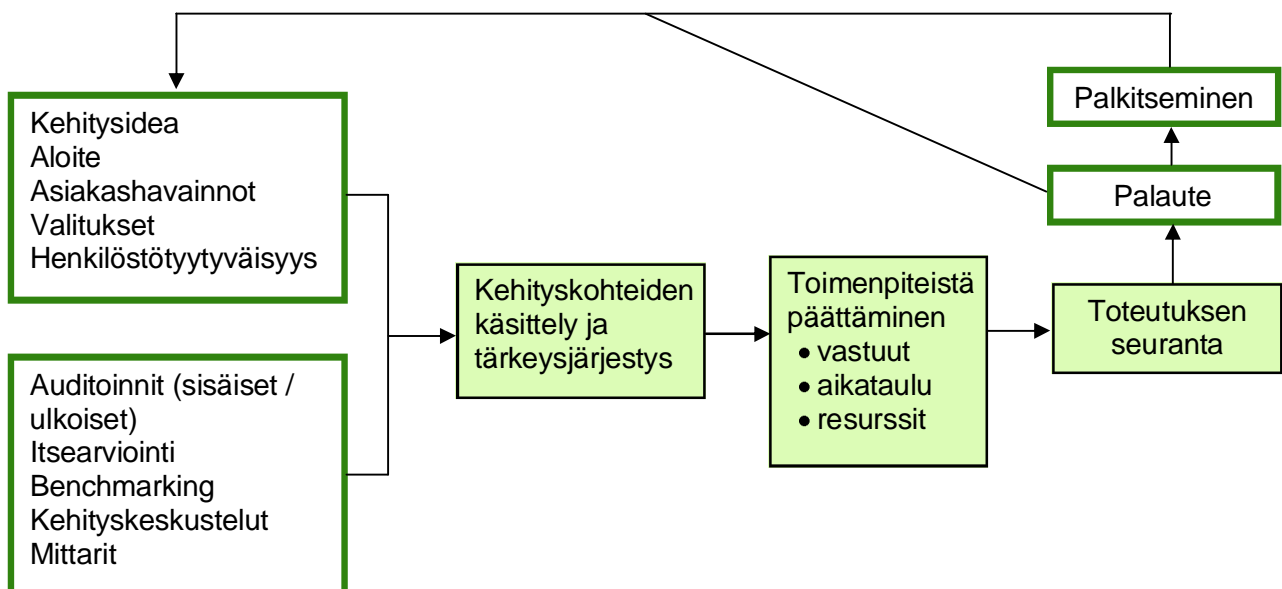 Kehitysidea
Aloite
Asiakashavainnot
Valitukset
Henkilöstötyytyväisyys
Auditoinnit (sisäiset /
ulkoiset)
Itsearviointi
Benchmarking
Kehityskeskustelut
Mittarit
Kehityskohteiden
käsittely ja
tärkeysjärjestys
Toimenpiteistä
päättäminen
• vastuut
• aikataulu
• resurssit
Toteutuksen
seuranta
Palaute
Palkitseminen